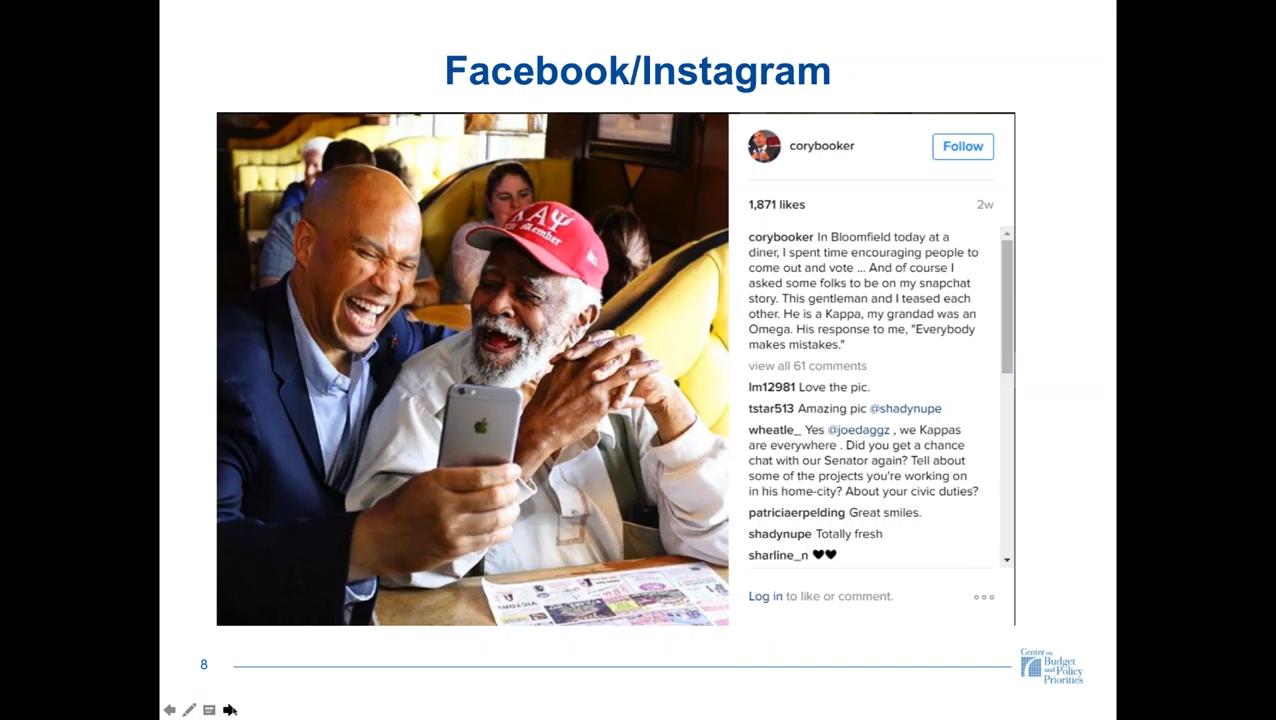 Facebook/Instagram
ΚΑΨ
Member
corybooker
Follow
1,871 likes
2w
corybooker In Bloomfield today at a
diner, I spent time encouraging people to
come out and vote ... And of course I
asked some folks to be on my snapchat
story. This gentleman and I teased each
other. He is a Kappa, my grandad was an
Omega. His response to me, "Everybody
makes mistakes."
view all 61 comments
lm12981 Love the pic.
tstar513 Amazing pic @shadynupe
wheatle_ Yes @joedaggz , we Kappas
are everywhere . Did you get a chance
chat with our Senator again? Tell about
some of the projects you're working on
in his home-city? About your civic duties?
patriciaerpelding Great smiles.
shadynupe Totally fresh
sharline_n ♥♥
Log in to like or comment.
VICTORY
8
Center on
Budget
and Policy
Priorities